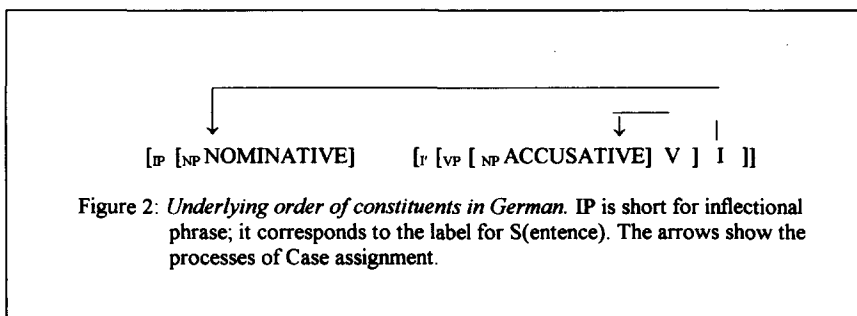 [IP [NP NOMINATIVE] [I' [VP [ NP ACCUSATIVE] V ] I ]]
Figure 2: Underlying order of constituents in German. IP is short for inflectional
phrase; it corresponds to the label for S(entence). The arrows show the
processes of Case assignment.